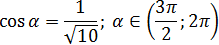 cos α = 1/√10; α ∈ (3π/2; 2π)